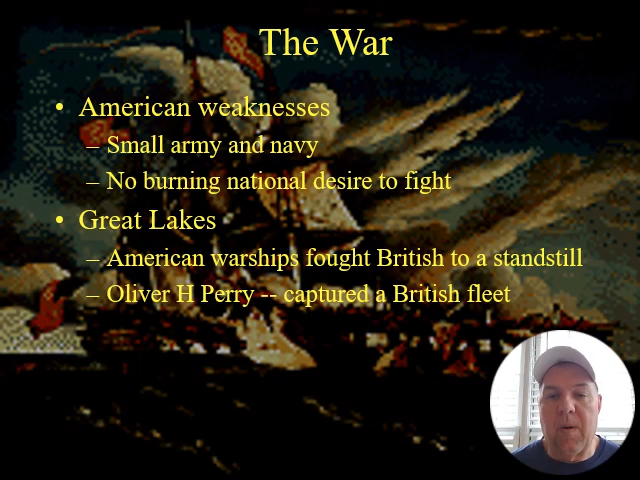 The War
• American weaknesses
– Small army and navy
– No burning national desire to fight
• Great Lakes
– American warships fought British to a standstill
– Oliver H Perry -- captured a British fleet